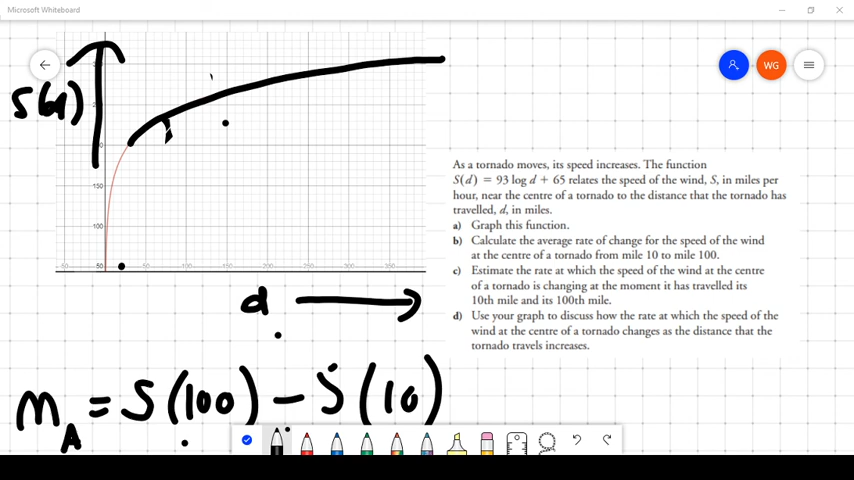 Microsoft Whiteboard
S(d)
WG
150
100
50
50
50
100
150
200
250
300
350
d
As a tornado moves, its speed increases. The function
S(d) = 93 log d + 65 relates the speed of the wind, S, in miles per
hour, near the centre of a tornado to the distance that the tornado has
travelled, d, in miles.
a) Graph this function.
b) Calculate the average rate of change for the speed of the wind
at the centre of a tornado from mile 10 to mile 100.
c) Estimate the rate at which the speed of the wind at the centre
of a tornado is changing at the moment it has travelled its
10th mile and its 100th mile.
d) Use your graph to discuss how the rate at which the speed of the
wind at the centre of a tornado changes as the distance that the
tornado travels increases.
m_A = S(100) - S(10)